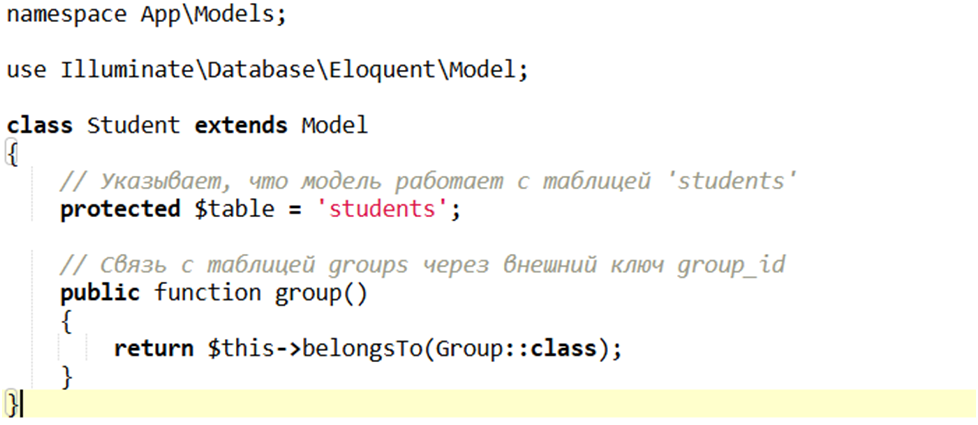 namespace App\Models;
use Illuminate\Database\Eloquent\Model;
class Student extends Model
{
// Указывает, что модель работает с таблицей 'students'
protected $table = 'students';
// Связь с таблицей groups через внешний ключ group_id
public function group()
{
return $this->belongsTo(Group::class);
}
}